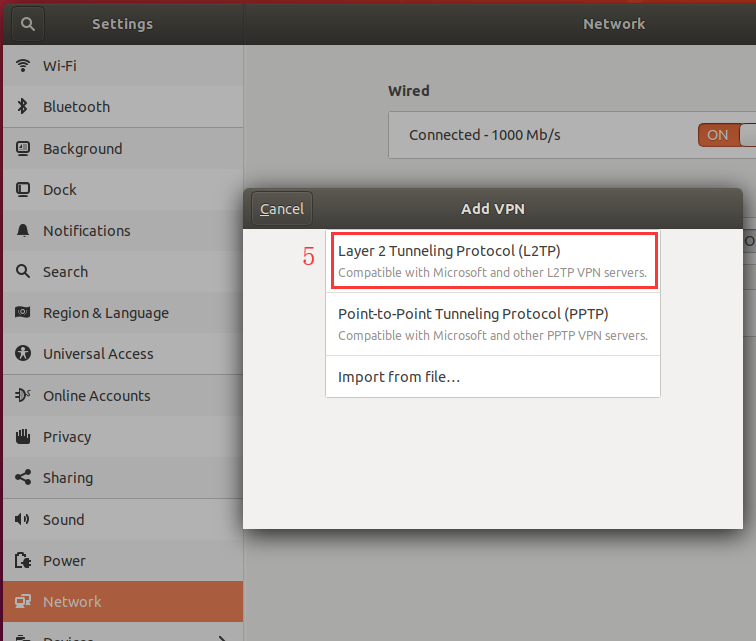 Settings
Network
Wi-Fi
Bluetooth
Background
Dock
Notifications
Search
Region & Language
Universal Access
Online Accounts
Privacy
Sharing
Sound
Power
Network
Devices
Wired
Connected - 1000 Mb/s
ON
Cancel
Add VPN
5
Layer 2 Tunneling Protocol (L2TP)
Compatible with Microsoft and other L2TP VPN servers.
Point-to-Point Tunneling Protocol (PPTP)
Compatible with Microsoft and other PPTP VPN servers.
Import from file…